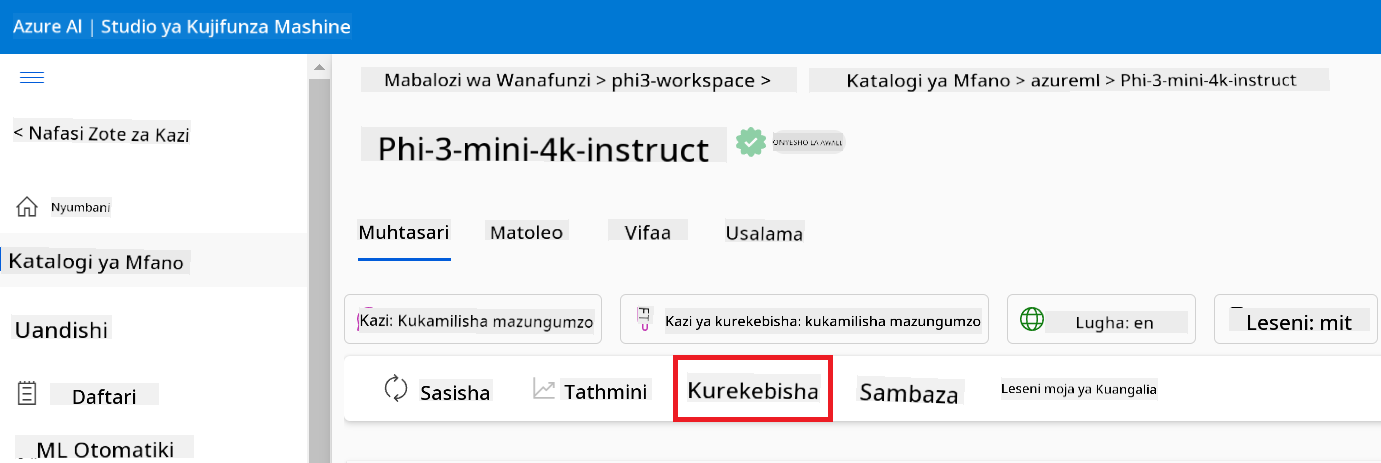 Azure AI | Studio ya Kujifunza Mashine
Mabalozi wa Wanafunzi > phi3-workspace > Katalogi ya Mfano > azureml > Phi-3-mini-4k-instruct
< Nafasi Zote za Kazi
Phi-3-mini-4k-instruct ONYESHO LA AWALI
Nyumbani
Muhtasari Matoleo Vifaa Usalama
Katalogi ya Mfano
Uandishi
Kazi: Kukamilisha mazungumzo FT Kazi ya kurekebisha: kukamilisha mazungumzo Lugha: en Leseni: mit
Daftari
Sasisha Tathmini Kurekebisha Sambaza Leseni moja ya Kuangalia
ML Otomatiki